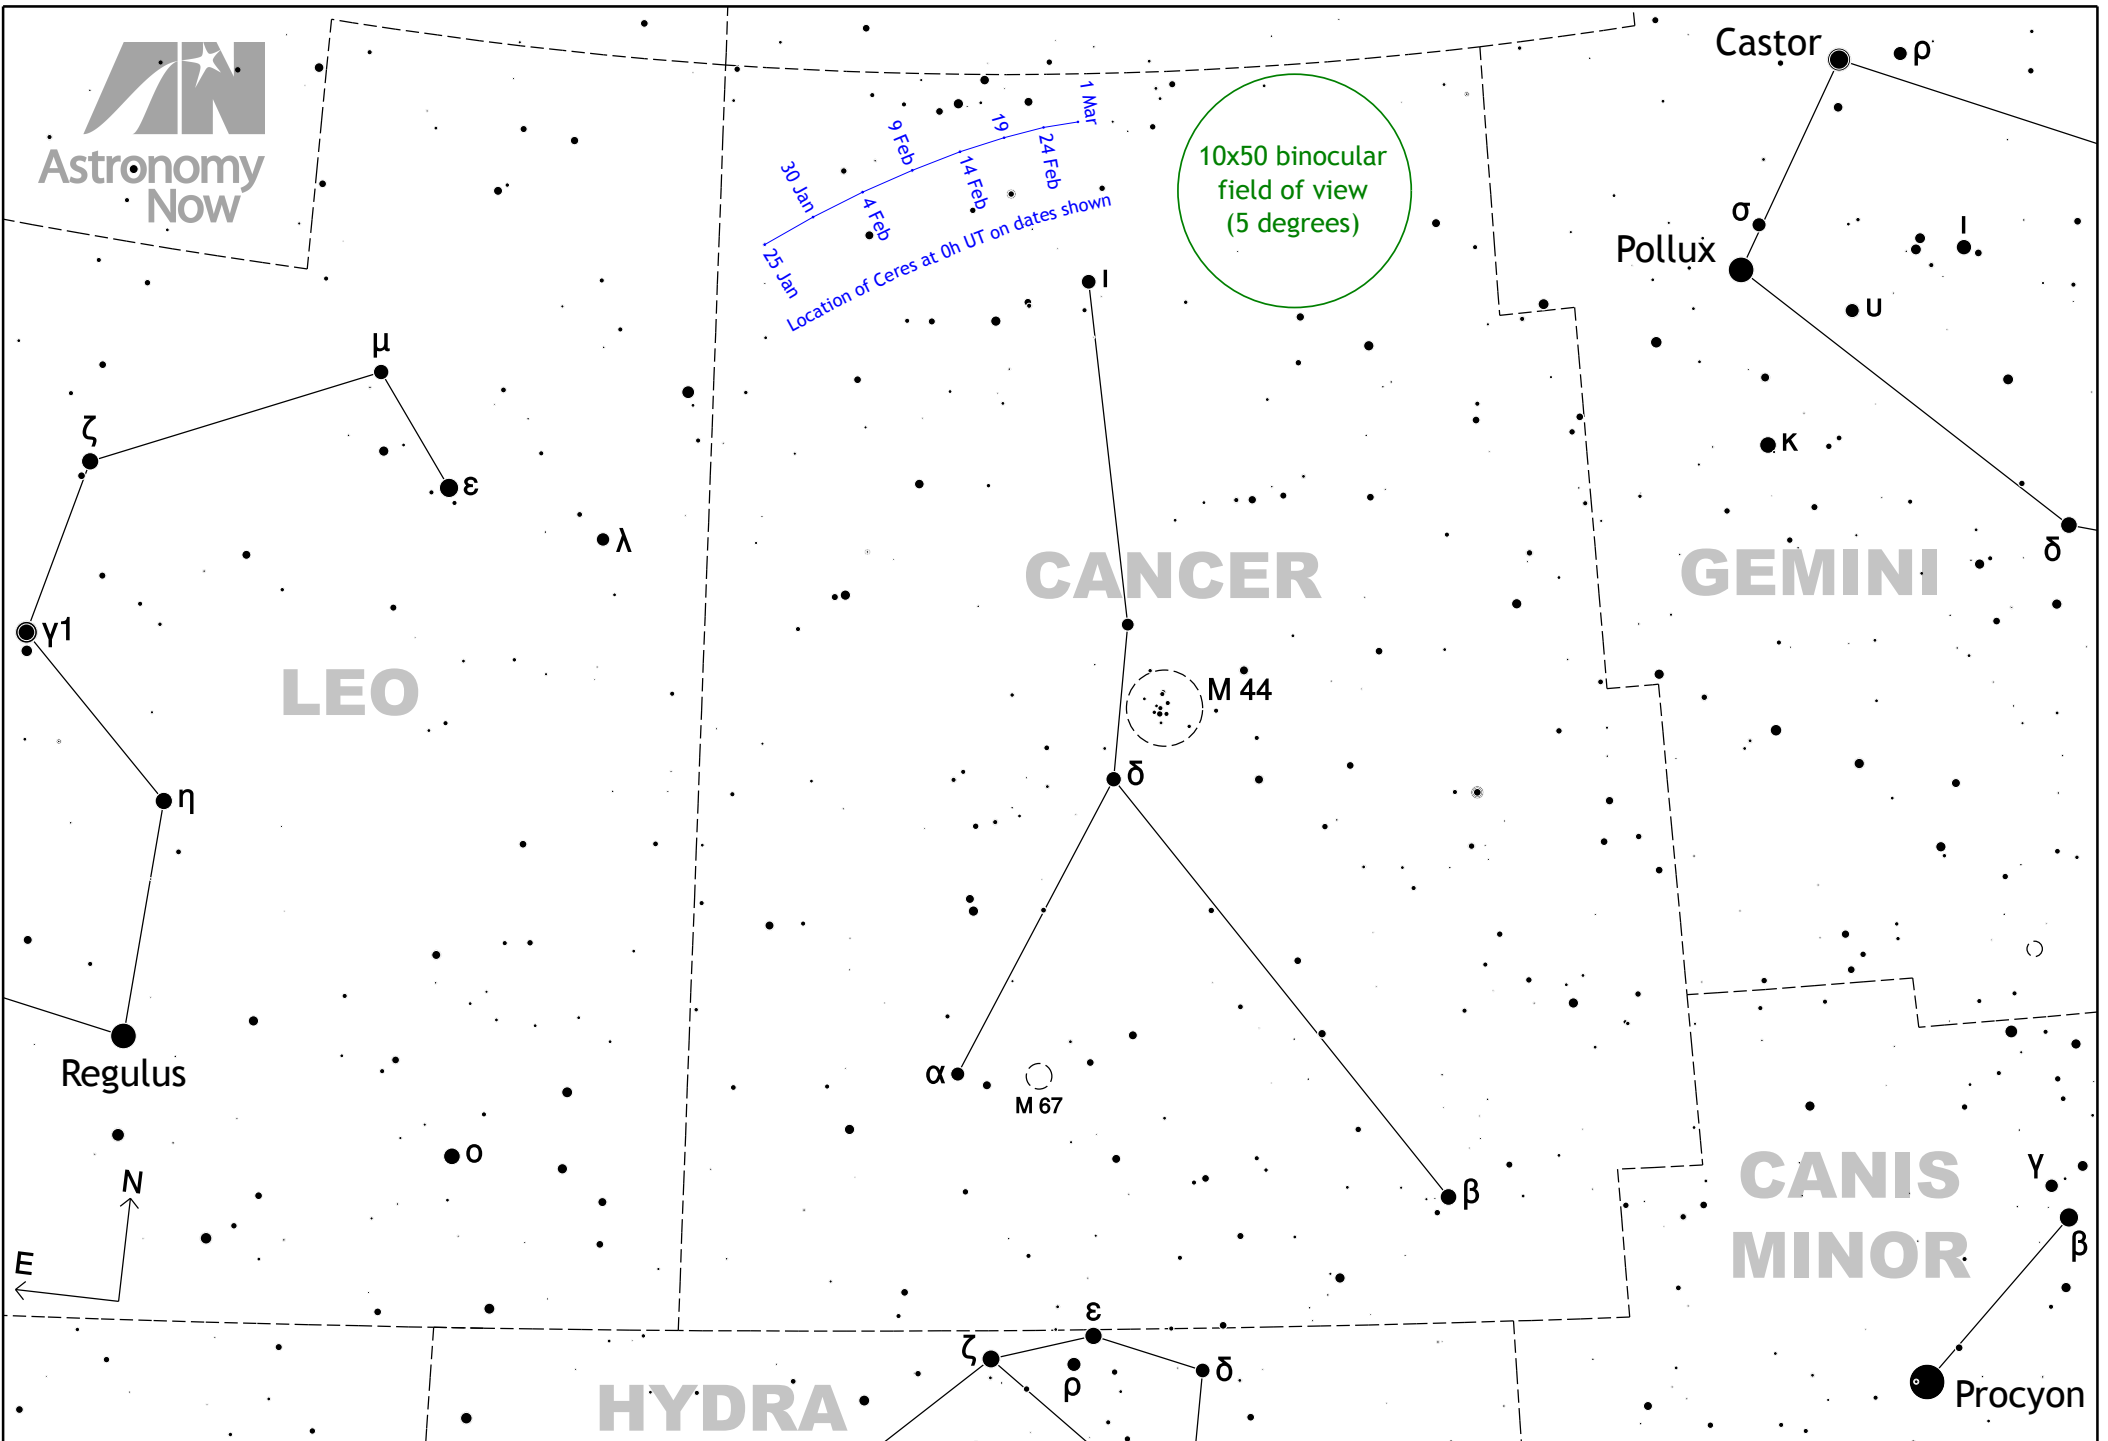 Astronomy
Now
Castor
ρ
1 Mar
19
24 Feb
9 Feb
14 Feb
30 Jan
4 Feb
25 Jan
Location of Ceres at 0h UT on dates shown
10x50 binocular
field of view
(5 degrees)
σ
Pollux
ι
υ
κ
δ
ι
μ
ζ
ε
λ
γ1
η
LEO
CANCER
GEMINI
M 44
δ
α
M 67
β
Regulus
ο
N
E
CANIS
MINOR
γ
β
Procyon
ε
ζ
ρ
δ
HYDRA